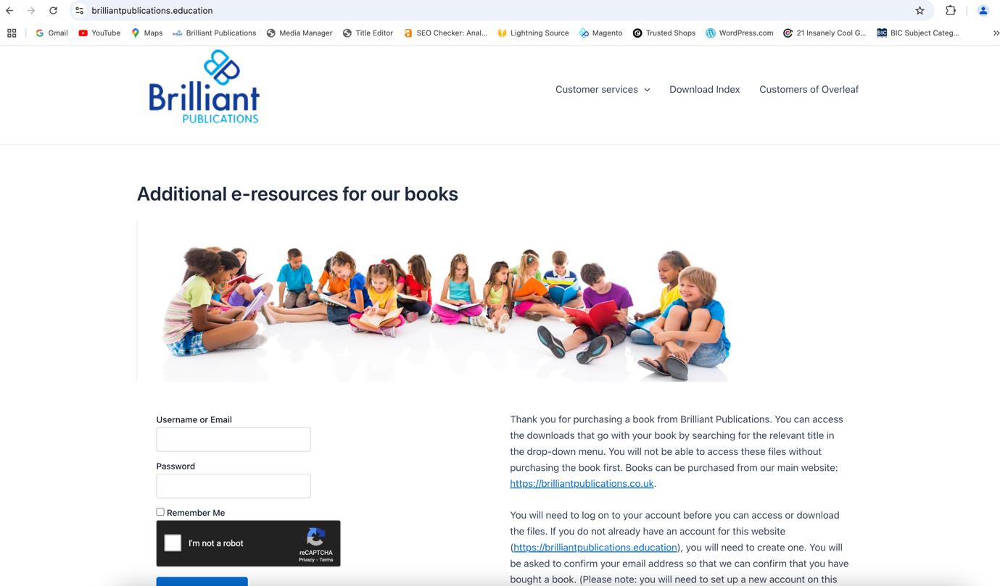 brilliantpublications.education
Gmail
YouTube
Maps
Brilliant Publications
Media Manager
Title Editor
SEO Checker: Anal...
Lightning Source
Magento
Trusted Shops
WordPress.com
21 Insanely Cool G...
BIC
BIC Subject Categ...
»
Brilliant
PUBLICATIONS
Customer services
Download Index
Customers of Overleaf
Additional e-resources for our books
Username or Email
Password
Remember Me
I'm not a robot
reCAPTCHA
Privacy - Terms
Thank you for purchasing a book from Brilliant Publications. You can access
the downloads that go with your book by searching for the relevant title in
the drop-down menu. You will not be able to access these files without
purchasing the book first. Books can be purchased from our main website:
https://brilliantpublications.co.uk.
You will need to log on to your account before you can access or download
the files. If you do not already have an account for this website
(https://brilliantpublications.education), you will need to create one. You will
be asked to confirm your email address so that we can confirm that you have
bought a book. (Please note: you will need to set up a new account on this